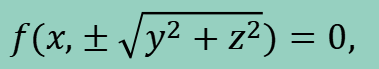 f(x, ± √(y² + z²)) = 0,